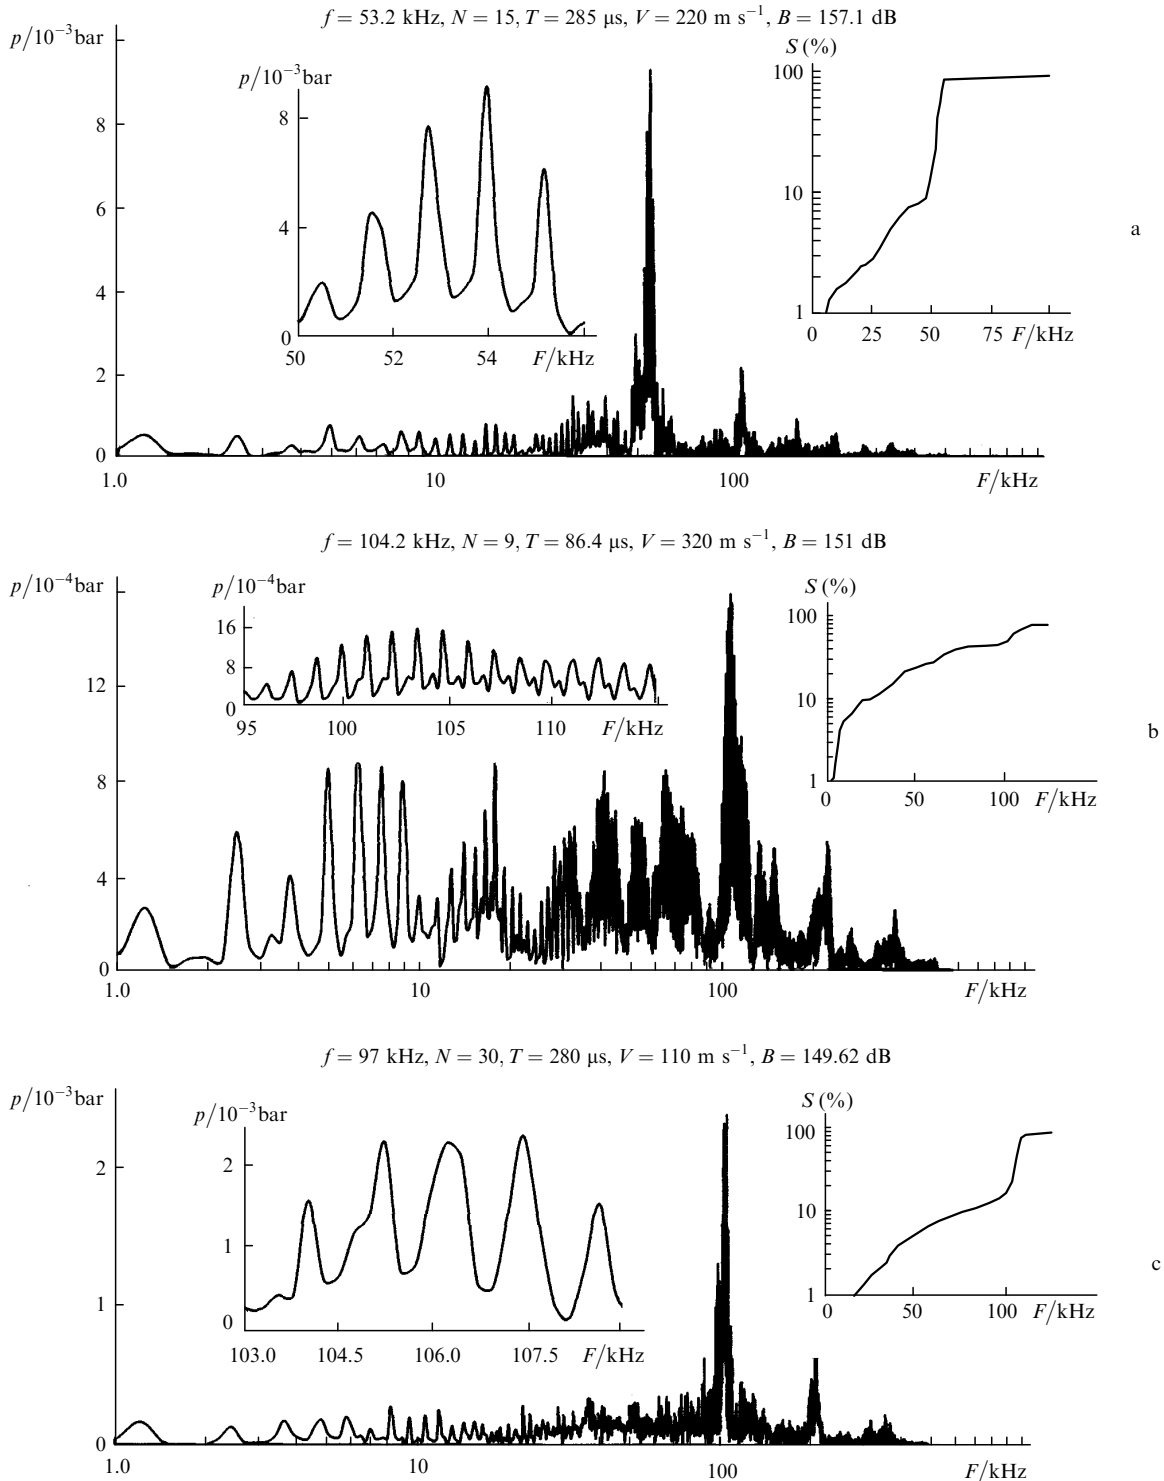 f = 53.2 kHz, N = 15, T = 285 μs, V = 220 m s⁻¹, B = 157.1 dB
p/10⁻³bar
8
6
4
2
0
1.0
10
100
F/kHz
p/10⁻³bar
8
4
0
50
52
54
F/kHz
S (%)
100
10
1
0
25
50
75
F/kHz
a
f = 104.2 kHz, N = 9, T = 86.4 μs, V = 320 m s⁻¹, B = 151 dB
p/10⁻⁴bar
12
8
4
0
1.0
10
100
F/kHz
p/10⁻⁴bar
16
8
0
95
100
105
110
F/kHz
S (%)
100
10
1
0
50
100
F/kHz
b
f = 97 kHz, N = 30, T = 280 μs, V = 110 m s⁻¹, B = 149.62 dB
p/10⁻³bar
2
1
0
1.0
10
100
F/kHz
p/10⁻³bar
2
1
0
103.0
104.5
106.0
107.5
F/kHz
S (%)
100
10
1
0
50
100
F/kHz
c